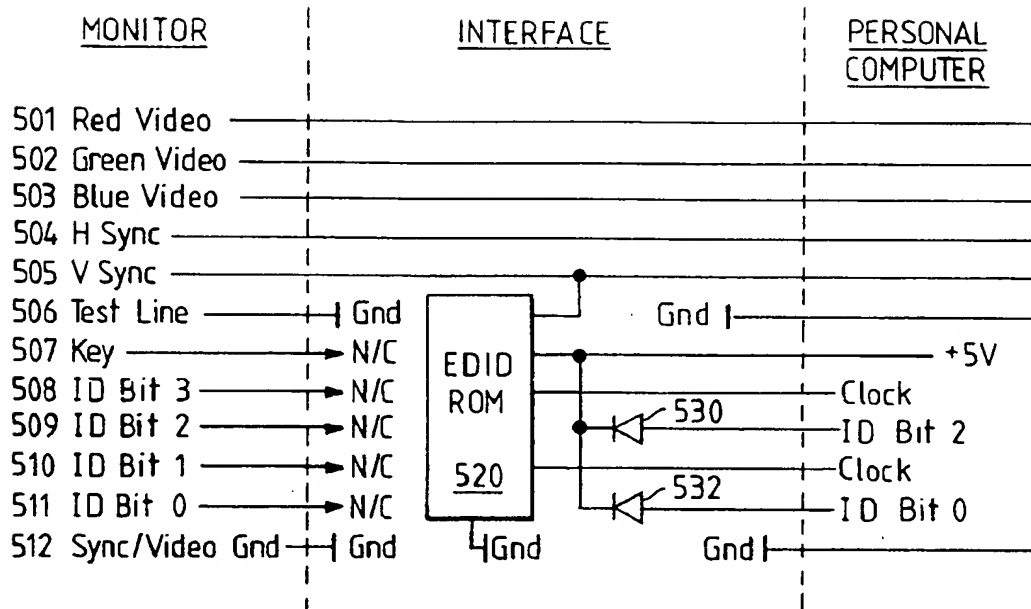 MONITOR INTERFACE PERSONAL
COMPUTER
501 Red Video
502 Green Video
503 Blue Video
504 H Sync
505 V Sync
506 Test Line Gnd Gnd
507 Key N/C EDID +5V
508 ID Bit 3 N/C ROM Clock
509 ID Bit 2 N/C 530 ID Bit 2
510 ID Bit 1 N/C 520 Clock
511 ID Bit 0 N/C 532 ID Bit 0
512 Sync/Video Gnd Gnd Gnd Gnd